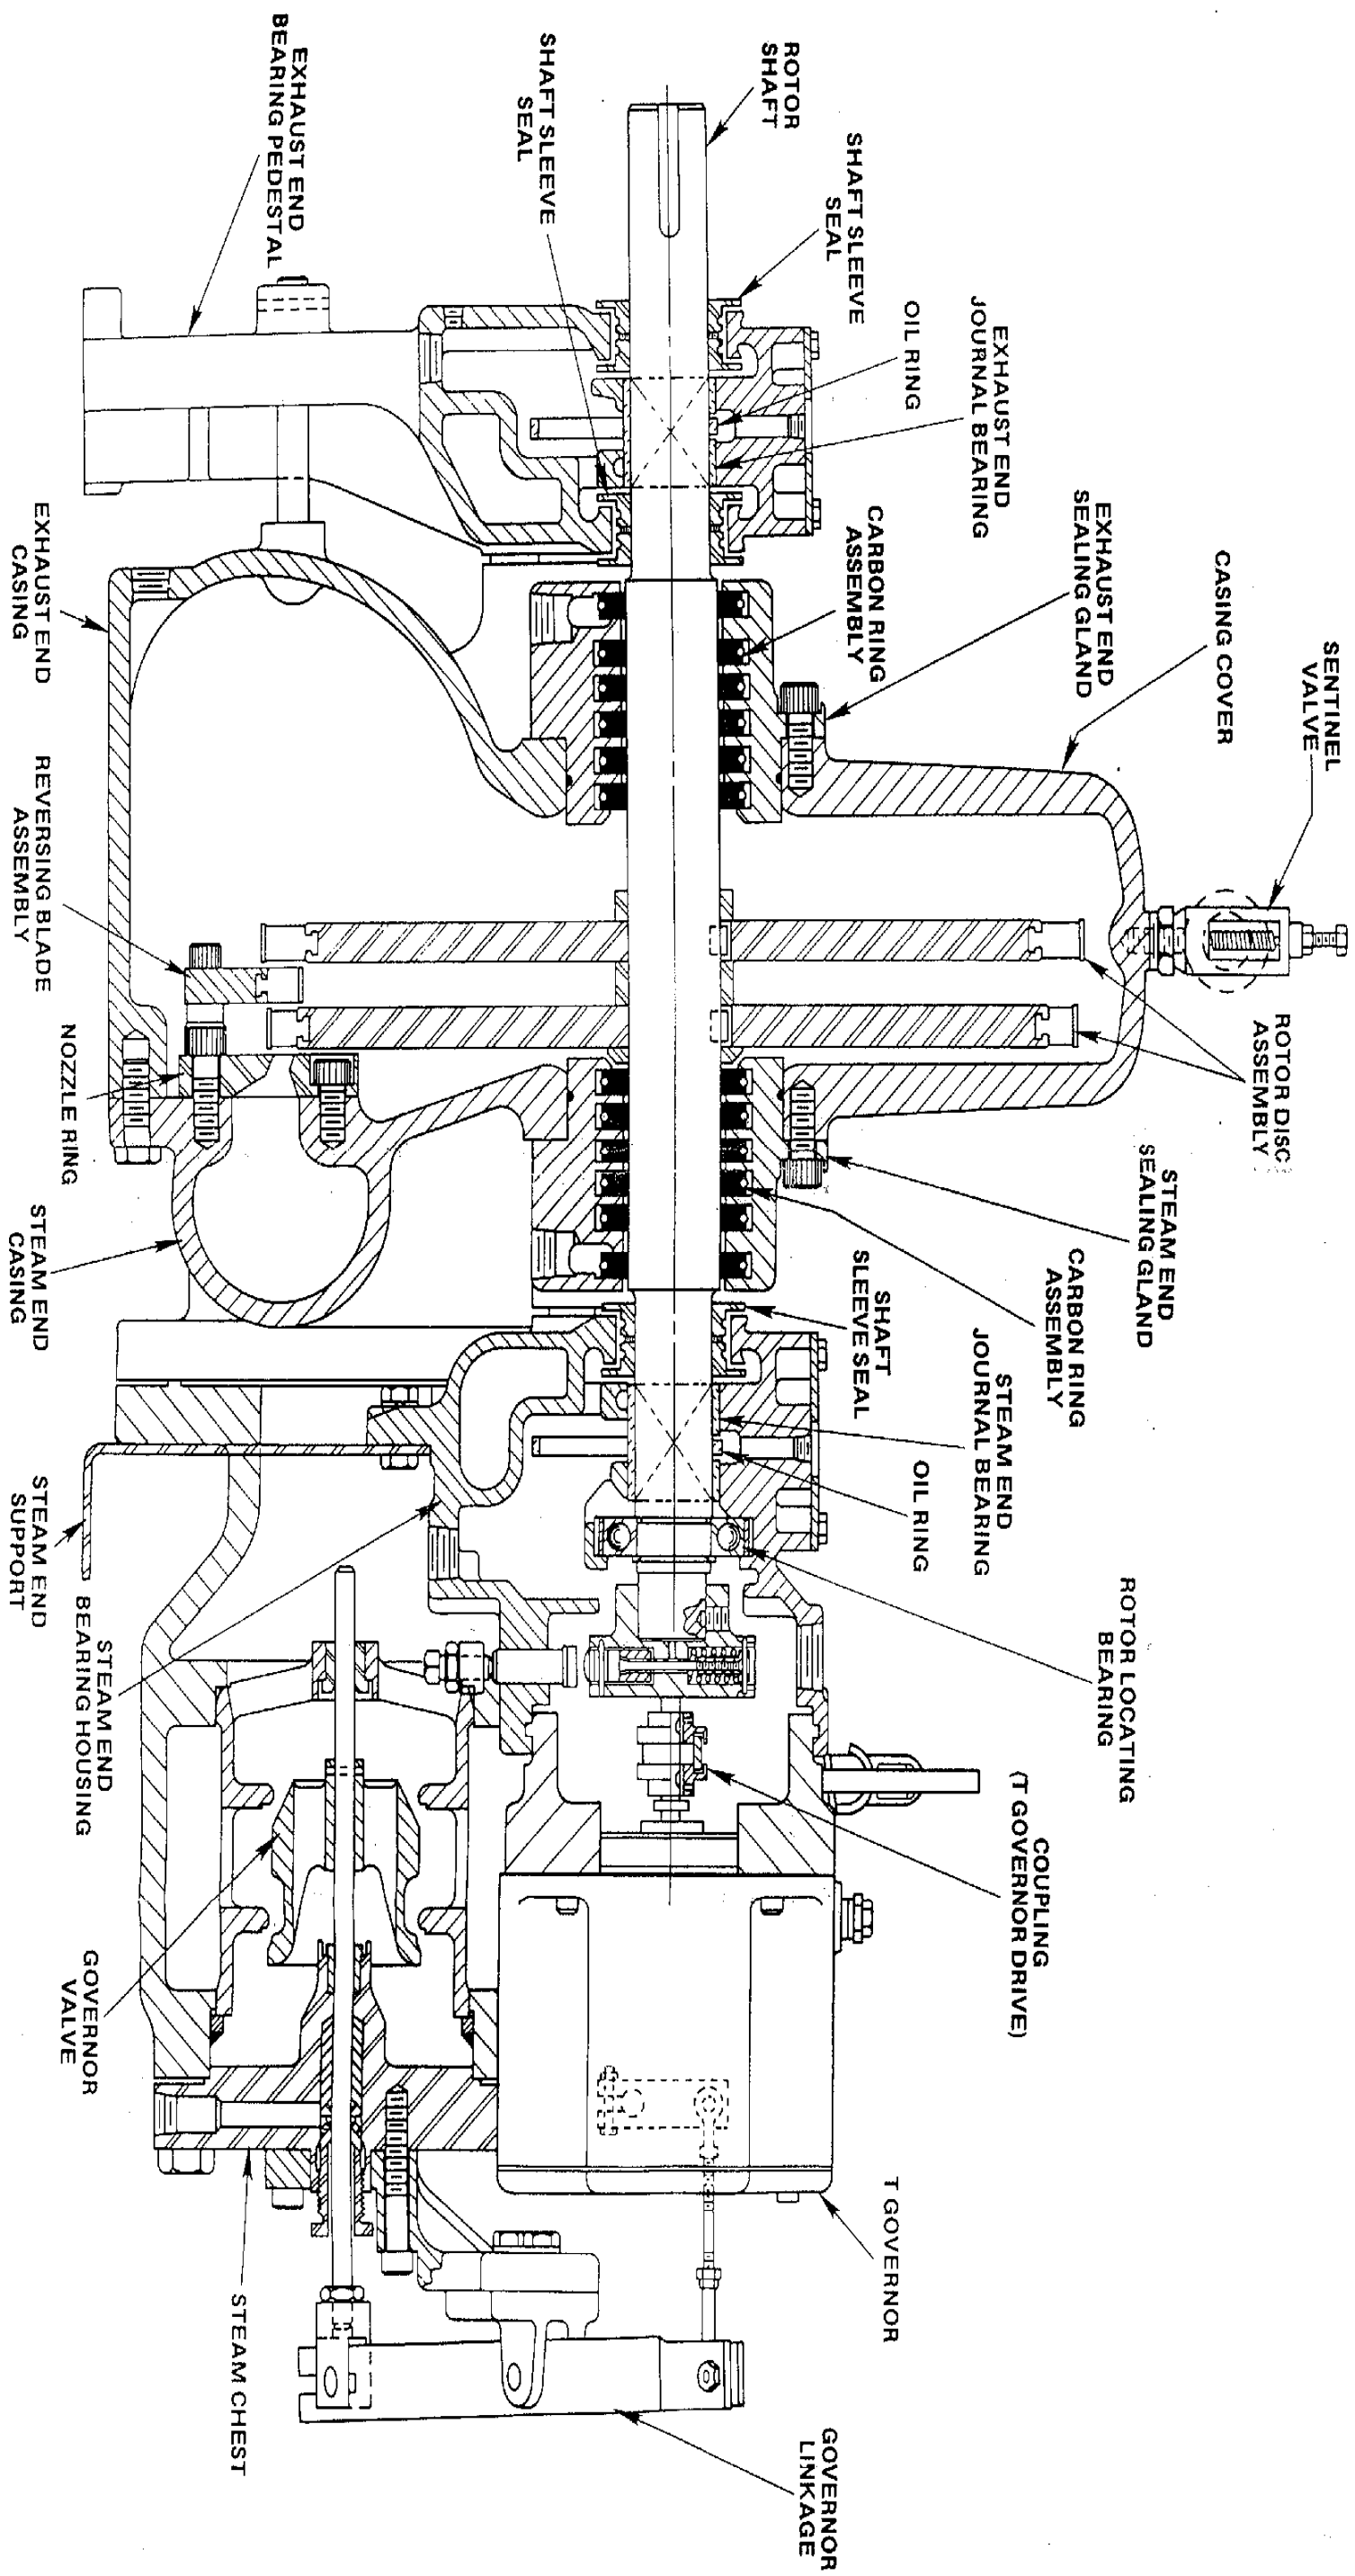 SENTINEL
VALVE
ROTOR DISC
ASSEMBLY
CASING COVER
STEAM END
SEALING GLAND
EXHAUST END
SEALING GLAND
CARBON RING
ASSEMBLY
ROTOR LOCATING
BEARING
COUPLING
(T GOVERNOR DRIVE)
EXHAUST END
JOURNAL BEARING
STEAM END
JOURNAL BEARING
OIL RING
OIL RING
SHAFT SLEEVE
SEAL
CARBON RING
ASSEMBLY
SHAFT
SLEEVE SEAL
T GOVERNOR
ROTOR
SHAFT
GOVERNOR
LINKAGE
SHAFT SLEEVE
SEAL
EXHAUST END
BEARING PEDESTAL
STEAM CHEST
EXHAUST END
CASING
REVERSING BLADE
ASSEMBLY
NOZZLE RING
STEAM END
CASING
STEAM END
SUPPORT
STEAM END
BEARING HOUSING
GOVERNOR
VALVE